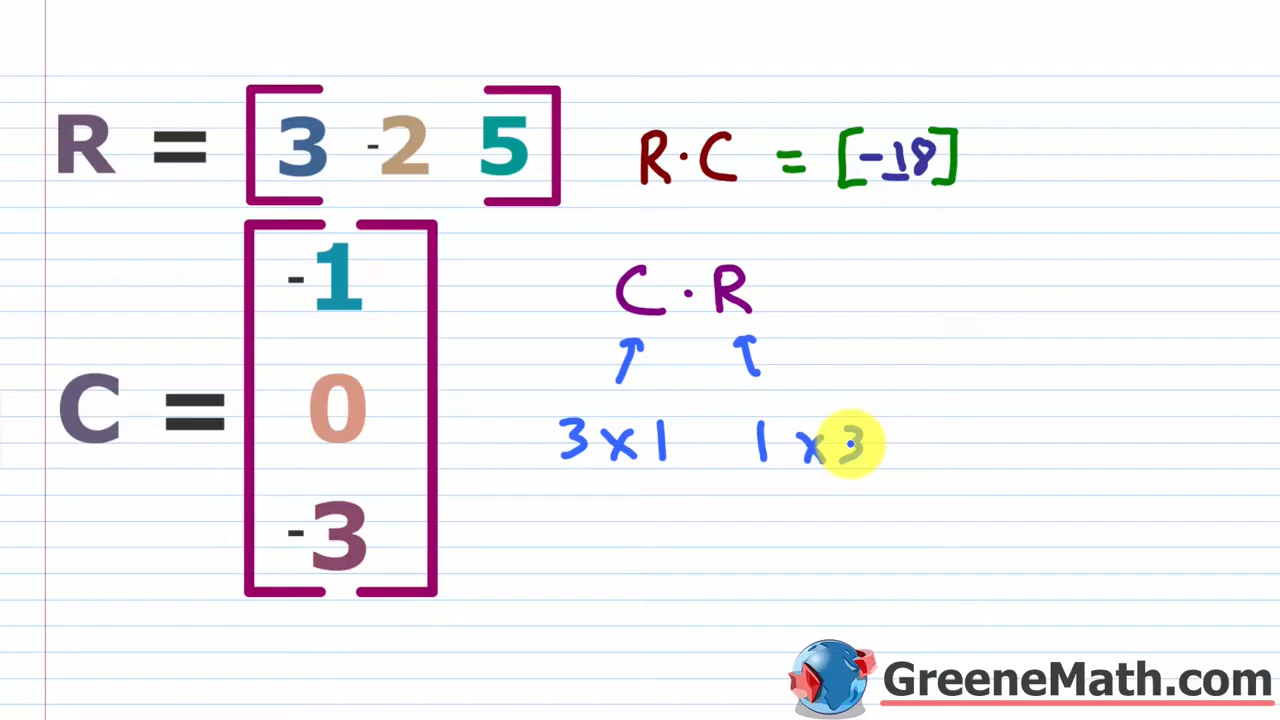 R = [3 -2 5]
R · C = [-18]
C = [-1
0
-3]
C · R
3 x 1 1 x 3
GreeneMath.com